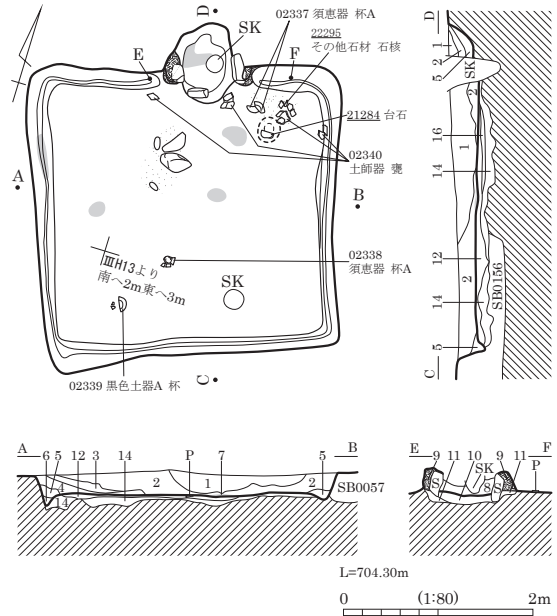 D
SK
02337 須恵器 杯A
22295
その他石材 石核
E
F
21284 台石
02340
土師器 甕
A
B
ⅢH13より
南へ2m東へ3m
02338
須恵器 杯A
SK
02339 黒色土器A 杯
C
D
1
2
5
SK
2
16
1
14
12
2
14
SB0156
5
C
A
6 5 12 3 14 P 7 5
B
4 2 1 2 SB0057
14
E
9 11 10 SK 9 11
F
P
S 8 S
L=704.30m
0 (1:80) 2m